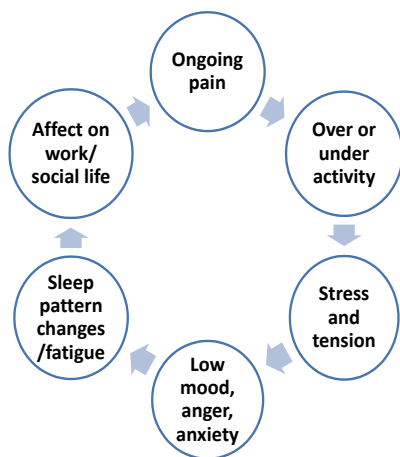 Ongoing
pain
Over or
under
activity
Stress
and
tension
Low
mood,
anger,
anxiety
Sleep
pattern
changes
/fatigue
Affect on
work/
social life